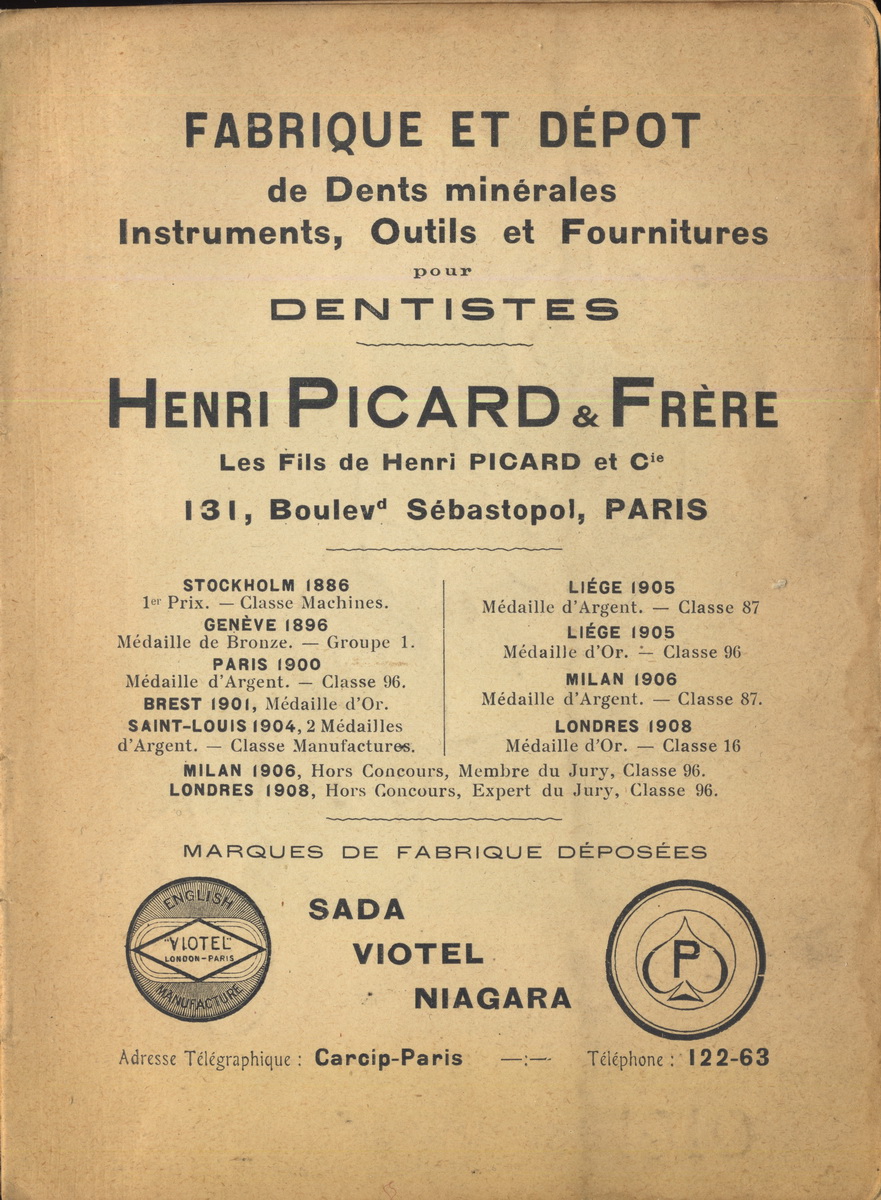 FABRIQUE ET DÉPOT
de Dents minérales
Instruments, Outils et Fournitures
pour
DENTISTES
HENRI PICARD & FRÈRE
Les Fils de Henri PICARD et Cie
131, Boulevd Sébastopol, PARIS
STOCKHOLM 1886
1er Prix. — Classe Machines.
GENÈVE 1896
Médaille de Bronze. — Groupe 1.
PARIS 1900
Médaille d'Argent. — Classe 96.
BREST 1901, Médaille d'Or.
SAINT-LOUIS 1904, 2 Médailles
d'Argent. — Classe Manufactures.
LIÉGE 1905
Médaille d'Argent. — Classe 87
LIÉGE 1905
Médaille d'Or. — Classe 96
MILAN 1906
Médaille d'Argent. — Classe 87.
LONDRES 1908
Médaille d'Or. — Classe 16
MILAN 1906, Hors Concours, Membre du Jury, Classe 96.
LONDRES 1908, Hors Concours, Expert du Jury, Classe 96.
MARQUES DE FABRIQUE DÉPOSÉES
ENGLISH
"VIOTEL"
LONDON-PARIS
MANUFACTURE
SADA
VIOTEL
NIAGARA
P
Adresse Télégraphique : Carcip-Paris —:— Téléphone : 122-63